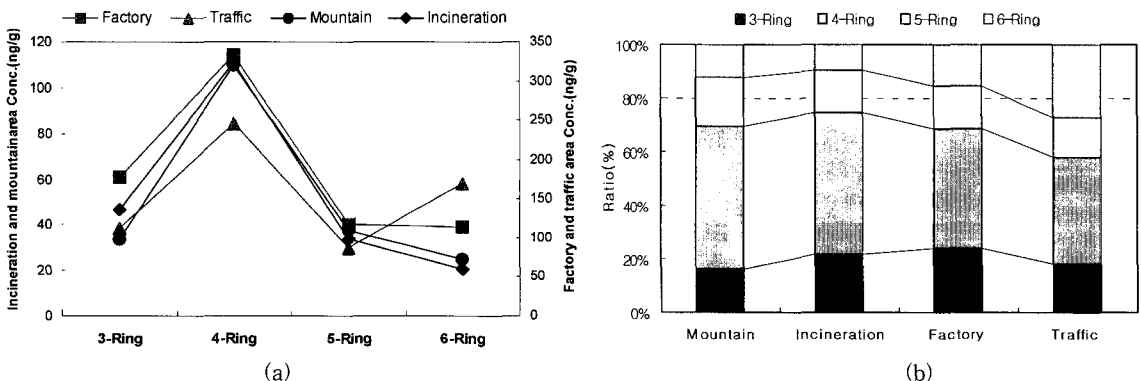 Factory Traffic Mountain Incineration
Incineration and mountainarea Conc.(ng/g)
120
100
80
60
40
20
0
3-Ring 4-Ring 5-Ring 6-Ring
350
300
250
200
150
100
50
0
Factory and traffic area Conc.(ng/g)
(a)
3-Ring 4-Ring 5-Ring 6-Ring
Ratio(%)
100%
80%
60%
40%
20%
0%
Mountain Incineration Factory Traffic
(b)